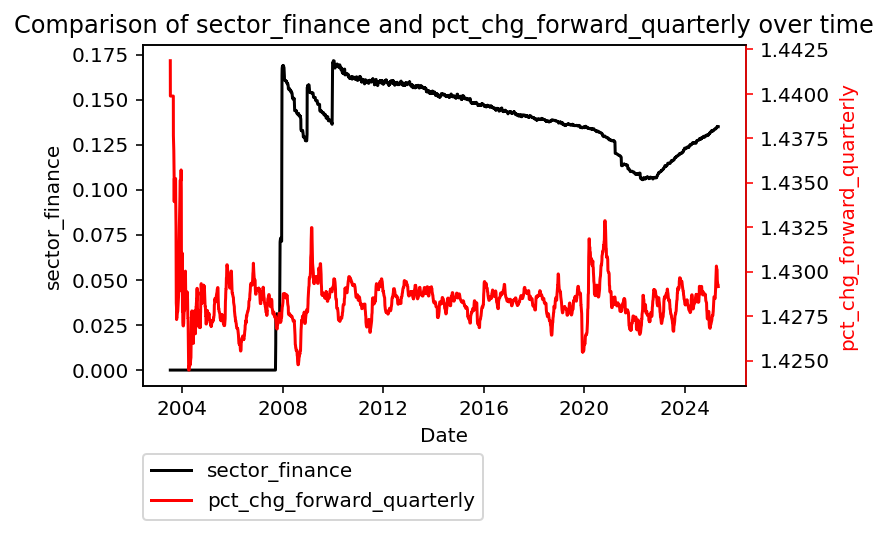 Comparison of sector_finance and pct_chg_forward_quarterly over time
sector_finance
0.175
0.150
0.125
0.100
0.075
0.050
0.025
0.000
1.4425
1.4400
1.4375
1.4350
1.4325
1.4300
1.4275
1.4250
pct_chg_forward_quarterly
2004 2008 2012 2016 2020 2024
Date
sector_finance
pct_chg_forward_quarterly